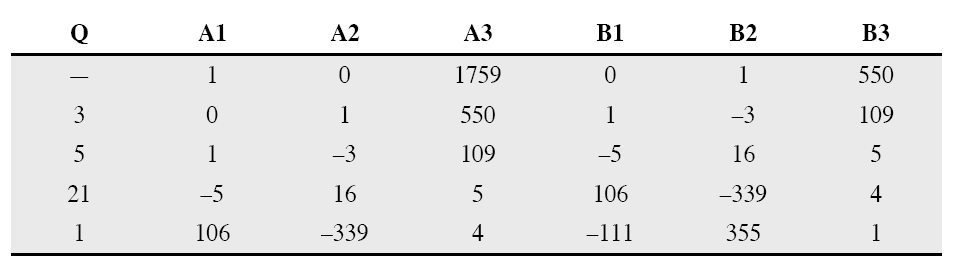 Q A1 A2 A3 B1 B2 B3
— 1 0 1759 0 1 550
3 0 1 550 1 –3 109
5 1 –3 109 –5 16 5
21 –5 16 5 106 –339 4
1 106 –339 4 –111 355 1